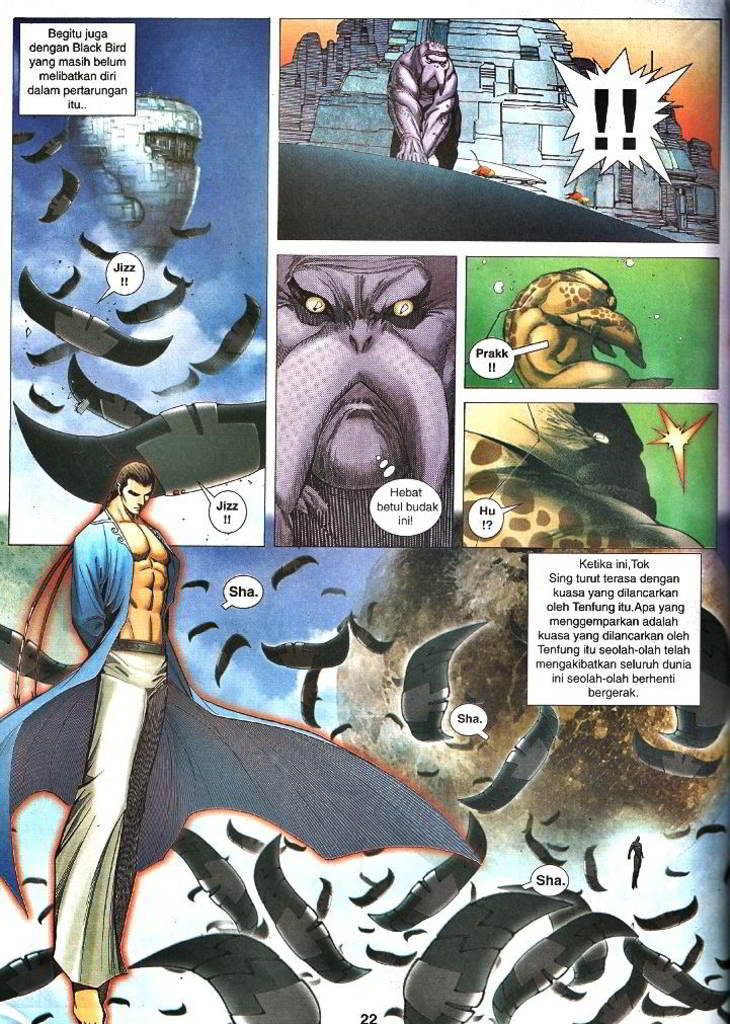 Begitu juga
dengan Black Bird
yang masih belum
melibatkan diri
dalam pertarungan
itu..
Jizz
!!
Jizz
!!
!!
Hebat
betul budak
ini!
Prakk
!!
Hu
!?
Ketika ini,Tok
Sing turut terasa dengan
kuasa yang dilancarkan
oleh Tenfung itu.Apa yang
menggemparkan adalah
kuasa yang dilancarkan oleh
Tenfung itu seolah-olah telah
mengakibatkan seluruh dunia
ini seolah-olah berhenti
bergerak.
Sha.
Sha.
Sha.
22